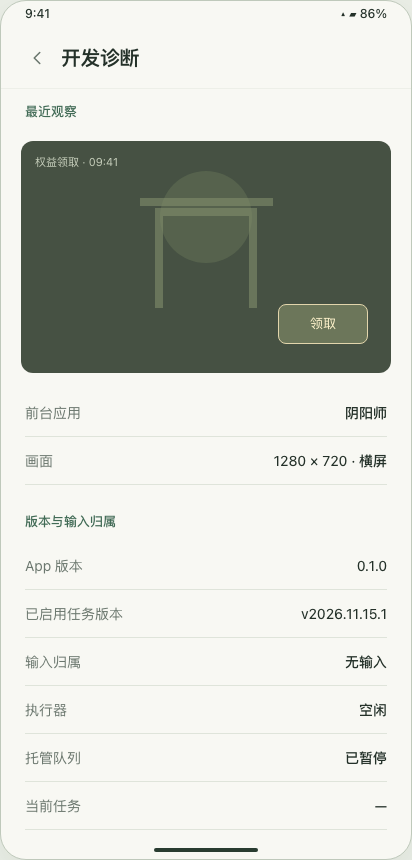 9:41
86%
开发诊断
最近观察
权益领取 · 09:41
领取
前台应用 阴阳师
画面 1280 × 720 · 横屏
版本与输入归属
App 版本 0.1.0
已启用任务版本 v2026.11.15.1
输入归属 无输入
执行器 空闲
托管队列 已暂停
当前任务 —